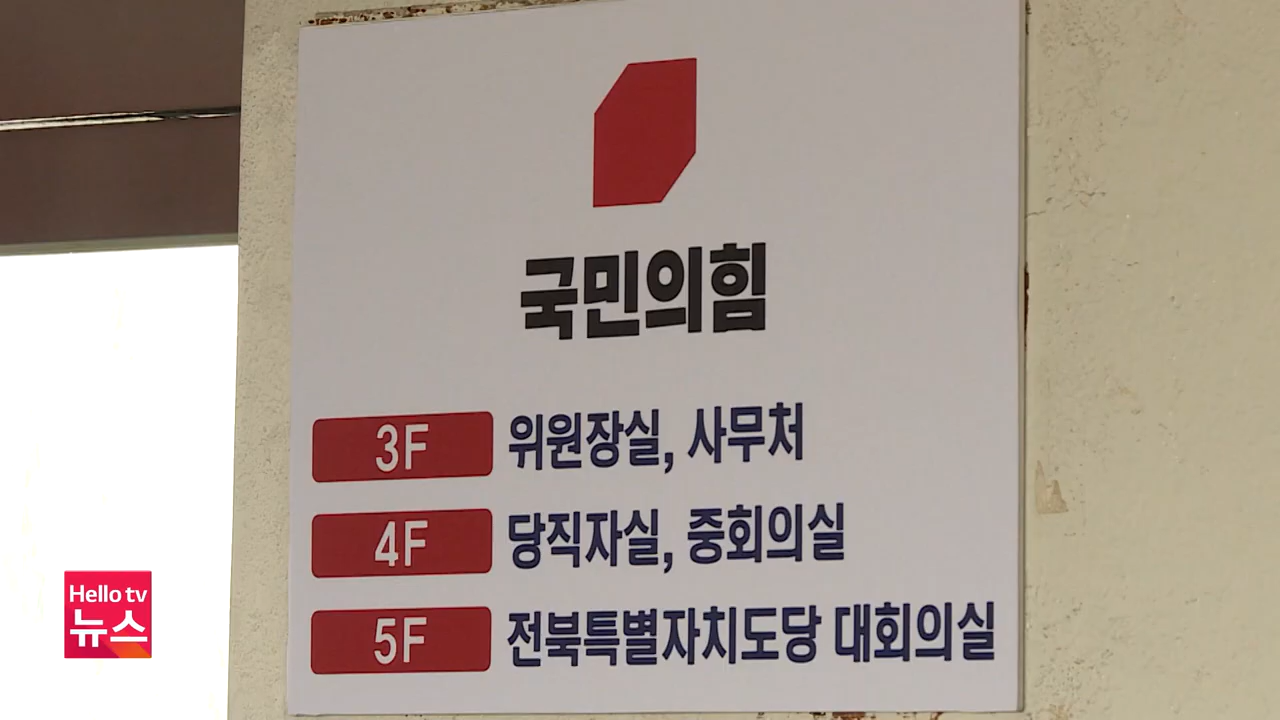 국민의힘
3F 위원장실, 사무처
4F 당직자실, 중회의실
5F 전북특별자치도당 대회의실
Hello tv
뉴스